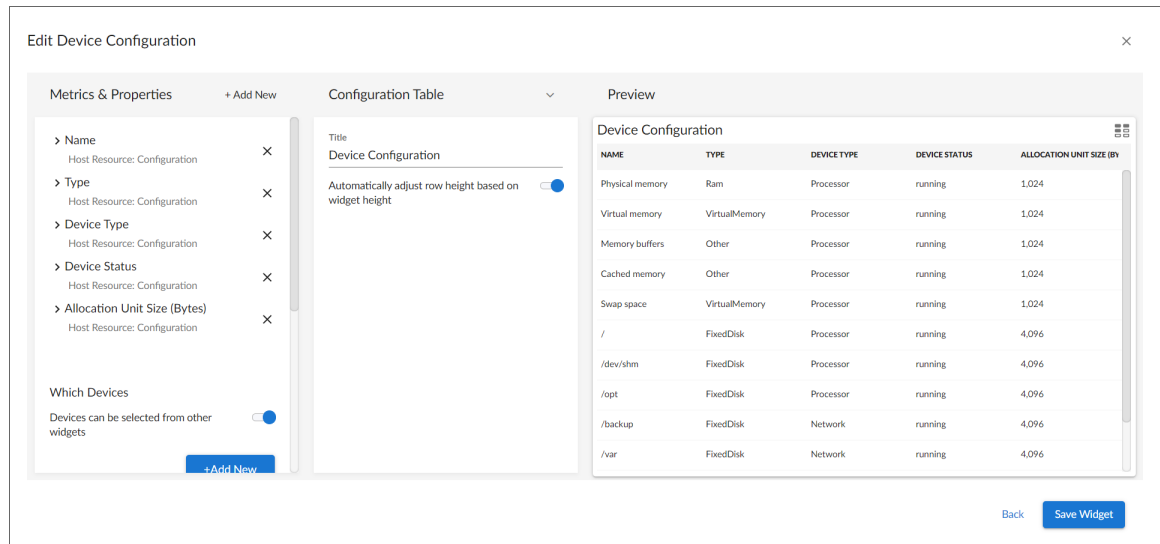 Edit Device Configuration
Metrics & Properties
+ Add New
Name
Host Resource: Configuration
Type
Host Resource: Configuration
Device Type
Host Resource: Configuration
Device Status
Host Resource: Configuration
Allocation Unit Size (Bytes)
Host Resource: Configuration
Which Devices
Devices can be selected from other
widgets
+Add New
Configuration Table
Title
Device Configuration
Automatically adjust row height based on
widget height
Preview
Device Configuration
NAME TYPE DEVICE TYPE DEVICE STATUS ALLOCATION UNIT SIZE (BY
Physical memory Ram Processor running 1,024
Virtual memory VirtualMemory Processor running 1,024
Memory buffers Other Processor running 1,024
Cached memory Other Processor running 1,024
Swap space VirtualMemory Processor running 1,024
/ FixedDisk Processor running 4,096
/dev/shm FixedDisk Processor running 4,096
/opt FixedDisk Processor running 4,096
/backup FixedDisk Network running 4,096
/var FixedDisk Network running 4,096
Back
Save Widget